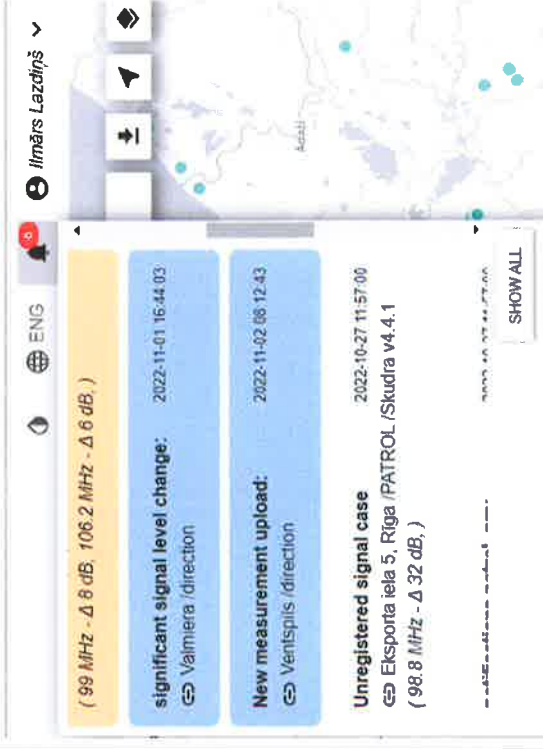 ENG
6
Ilmārs Lazdiņš
( 99 MHz - Δ 8 dB, 106.2 MHz - Δ 6 dB, )
significant signal level change: 2022-11-01 16:44:03
Valmiera /direction
New measurement upload: 2022-11-02 08:12:43
Ventspils /direction
Unregistered signal case 2022-10-27 11:57:00
Eksporta iela 5, Rīga /PATROL /Skudra v4.4.1
( 98.8 MHz - Δ 32 dB, )
SHOW ALL
Ādaži